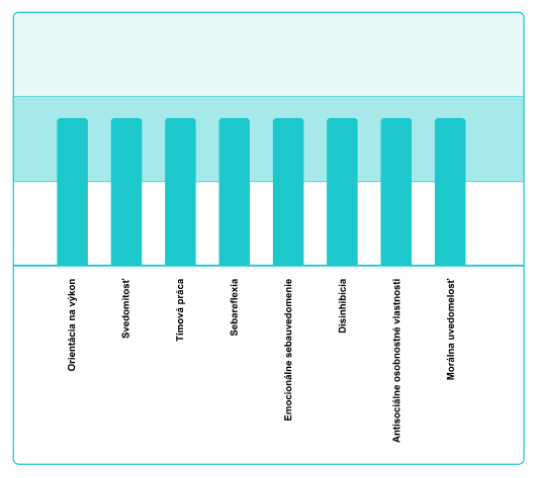 Orientácia na výkon
Svedomitosť
Tímová práca
Sebareflexia
Emocionálne sebauvedomenie
Disinhibícia
Antisociálne osobnostné vlastnosti
Morálna uvedomelosť